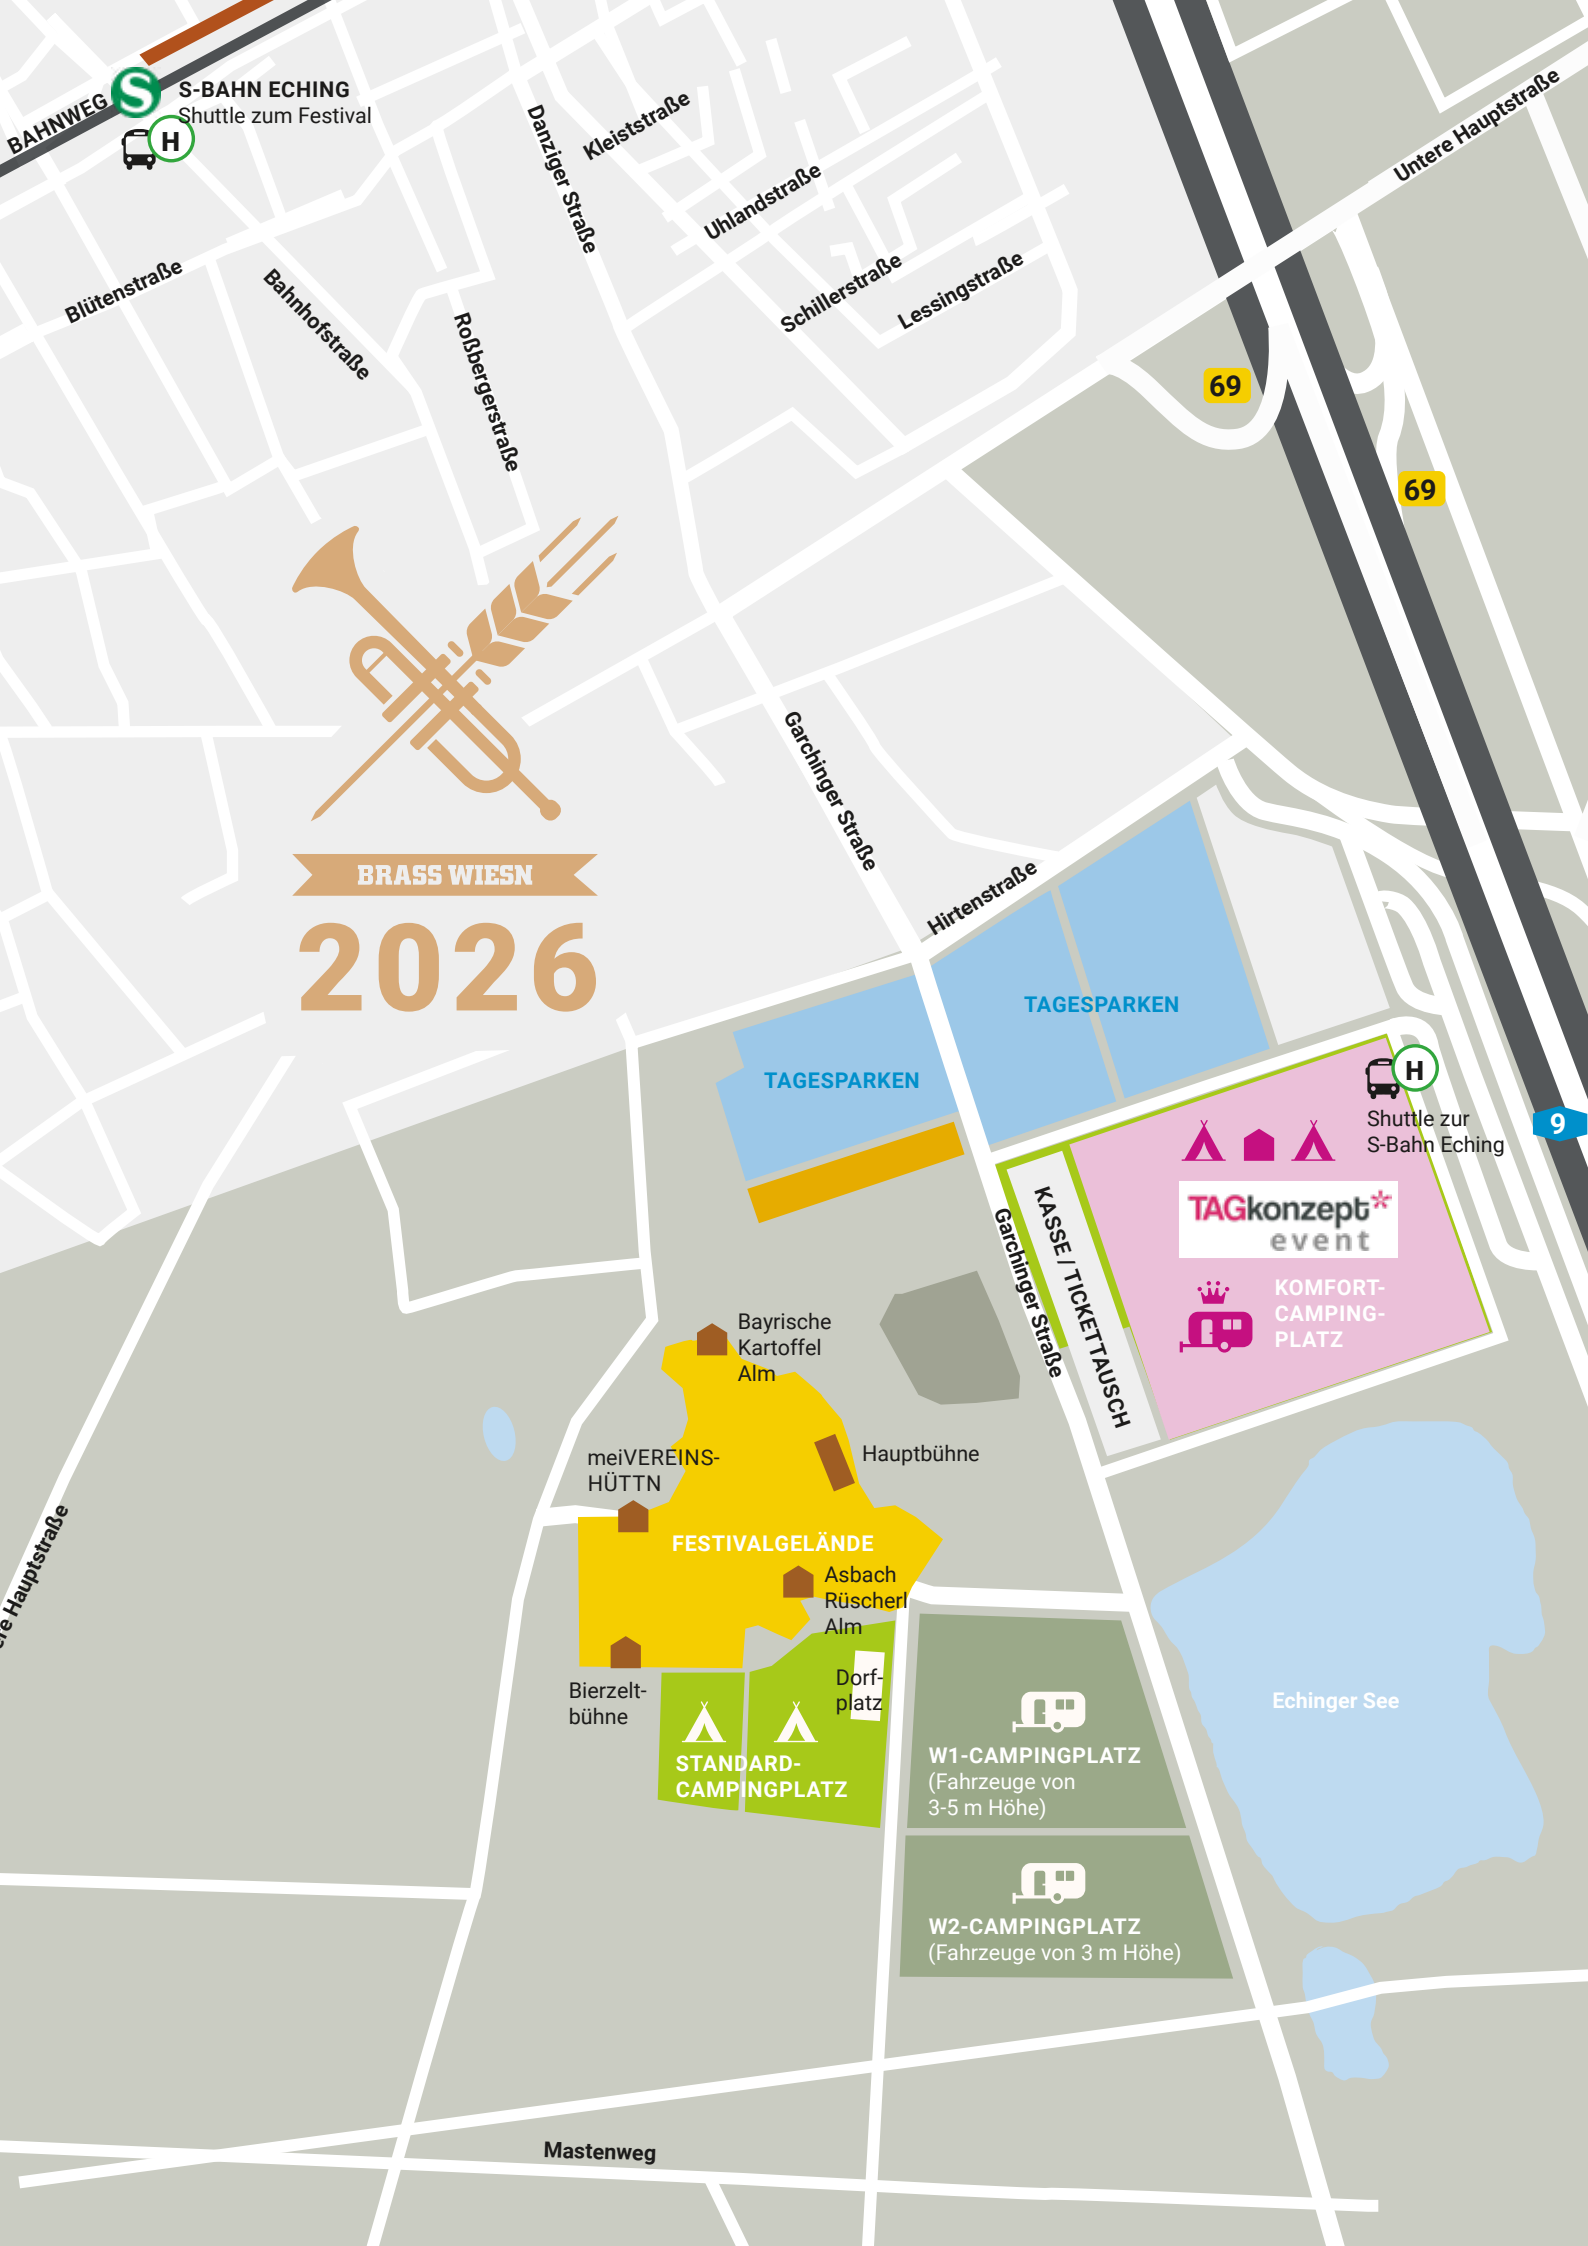 S-BAHN ECHING
Shuttle zum Festival
BAHNWEG
S
H
Kleiststraße
Danziger Straße
Uhlandstraße
Untere Hauptstraße
Schillerstraße
Lessingstraße
Blütenstraße
Bahnhofstraße
Roßbergerstraße
69
69
BRASS WIESN
2026
Garchinger Straße
Hirtenstraße
TAGESPARKEN
TAGESPARKEN
H
Shuttle zur
S-Bahn Eching
9
TAGkonzept*
event
KOMFORT-
CAMPING-
PLATZ
KASSE / TICKETTAUSCH
Garchinger Straße
Bayrische
Kartoffel
Alm
meiVEREINS-
HÜTTN
Hauptbühne
FESTIVALGELÄNDE
Asbach
Rüscherl
Alm
ere Hauptstraße
Bierzelt-
bühne
Dorf-
platz
STANDARD-
CAMPINGPLATZ
W1-CAMPINGPLATZ
(Fahrzeuge von
3-5 m Höhe)
Echinger See
W2-CAMPINGPLATZ
(Fahrzeuge von 3 m Höhe)
Mastenweg